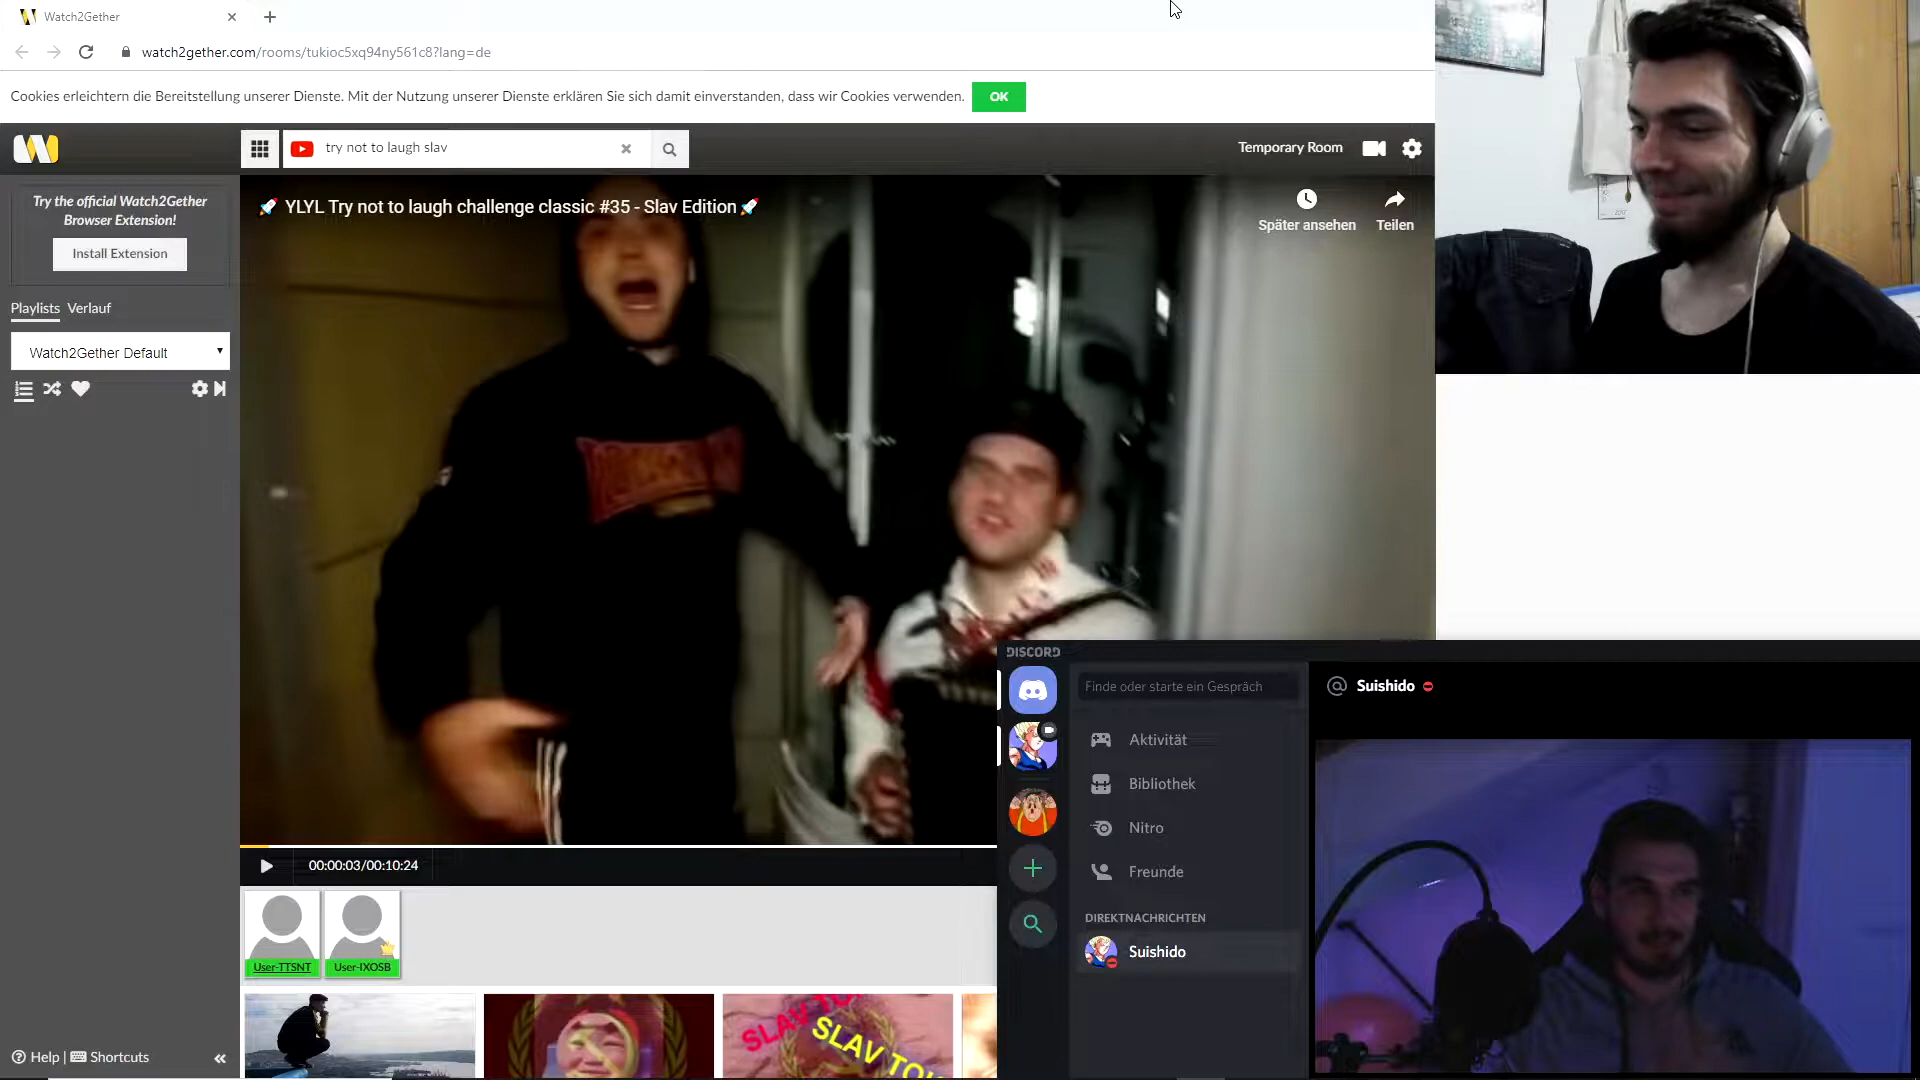 Watch2Gether
watch2gether.com/rooms/tukioc5xq94ny561c8?lang=de
Cookies erleichtern die Bereitstellung unserer Dienste. Mit der Nutzung unserer Dienste erklären Sie sich damit einverstanden, dass wir Cookies verwenden.
OK
try not to laugh slav
Temporary Room
Try the official Watch2Gether
Browser Extension!
Install Extension
Playlists Verlauf
Watch2Gether Default
YLYL Try not to laugh challenge classic #35 - Slav Edition
Später ansehen
Teilen
00:00:03/00:10:24
User-TTSNT
User-IXOSB
SLAV
SLAV
Help | Shortcuts
DISCORD
Finde oder starte ein Gespräch
Aktivität
Bibliothek
Nitro
Freunde
DIREKTNACHRICHTEN
Suishido
@ Suishido